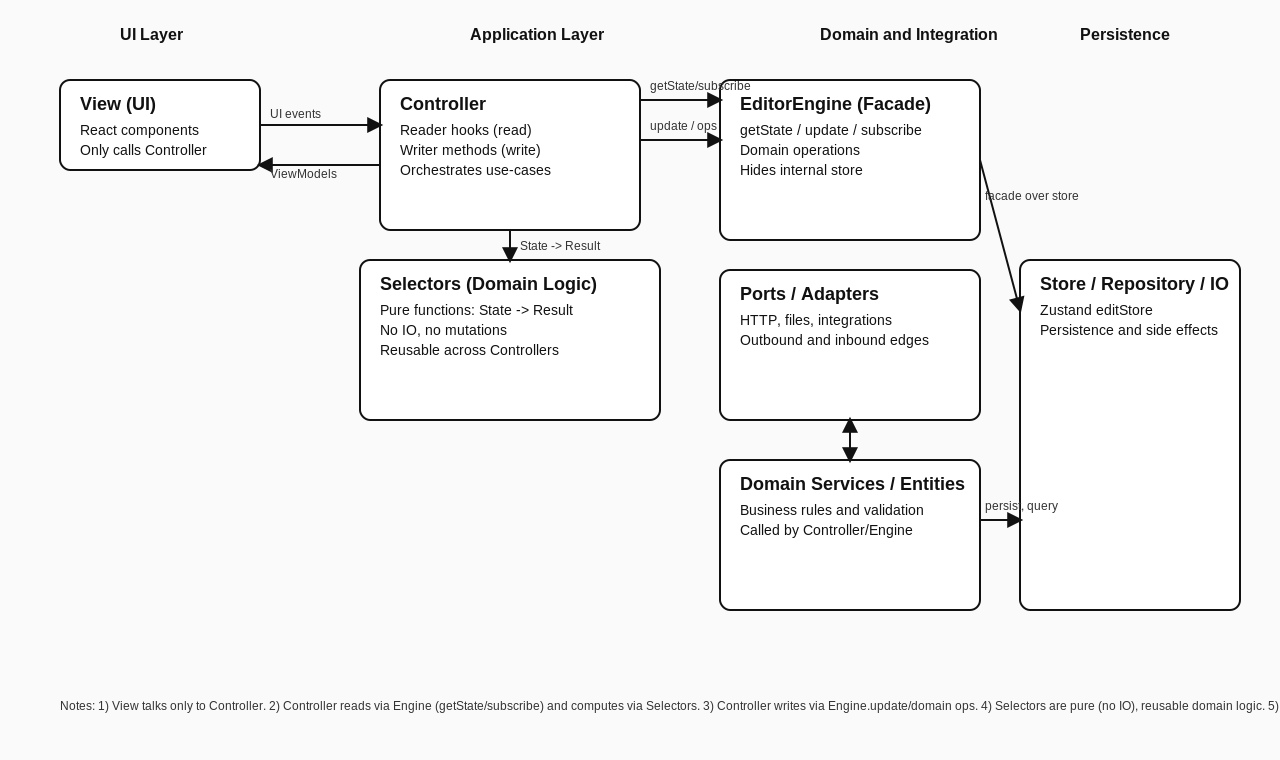 UI Layer
Application Layer
Domain and Integration
Persistence
View (UI)
React components
Only calls Controller
UI events
ViewModels
Controller
Reader hooks (read)
Writer methods (write)
Orchestrates use-cases
getState/subscribe
update / ops
EditorEngine (Facade)
getState / update / subscribe
Domain operations
Hides internal store
facade over store
State -> Result
Selectors (Domain Logic)
Pure functions: State -> Result
No IO, no mutations
Reusable across Controllers
Ports / Adapters
HTTP, files, integrations
Outbound and inbound edges
Store / Repository / IO
Zustand editStore
Persistence and side effects
Domain Services / Entities
Business rules and validation
Called by Controller/Engine
persist, query
Notes: 1) View talks only to Controller. 2) Controller reads via Engine (getState/subscribe) and computes via Selectors. 3) Controller writes via Engine.update/domain ops. 4) Selectors are pure (no IO), reusable domain logic. 5)